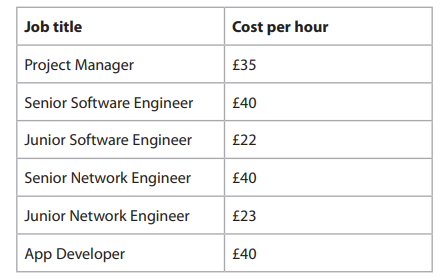 Job title Cost per hour
Project Manager £35
Senior Software Engineer £40
Junior Software Engineer £22
Senior Network Engineer £40
Junior Network Engineer £23
App Developer £40